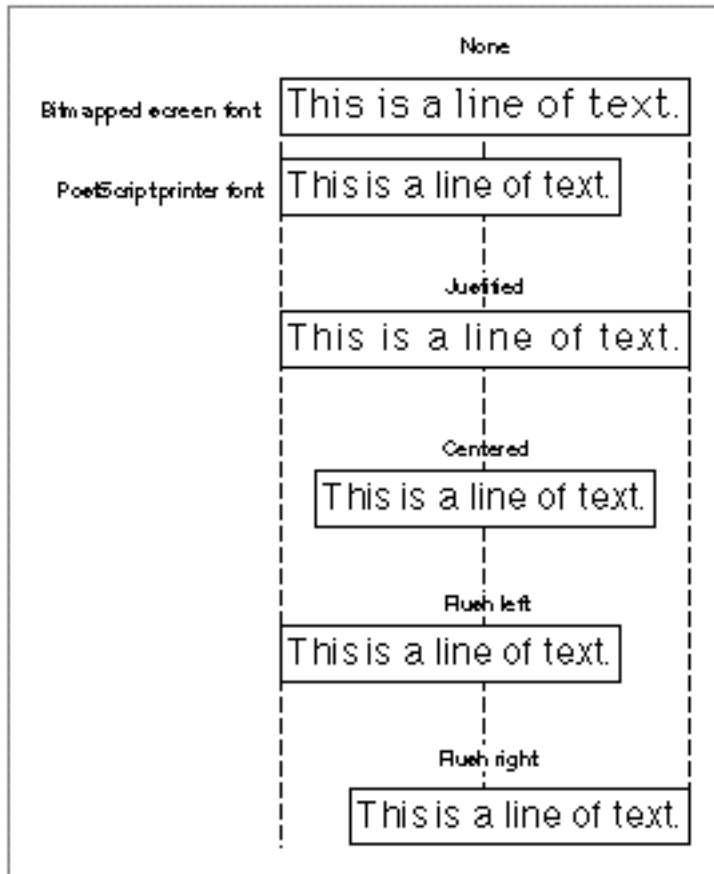 None
Bitmapped screen font
This is a line of text.
PostScript printer font
This is a line of text.
Justified
This is a line of text.
Centered
This is a line of text.
Flush left
This is a line of text.
Flush right
This is a line of text.